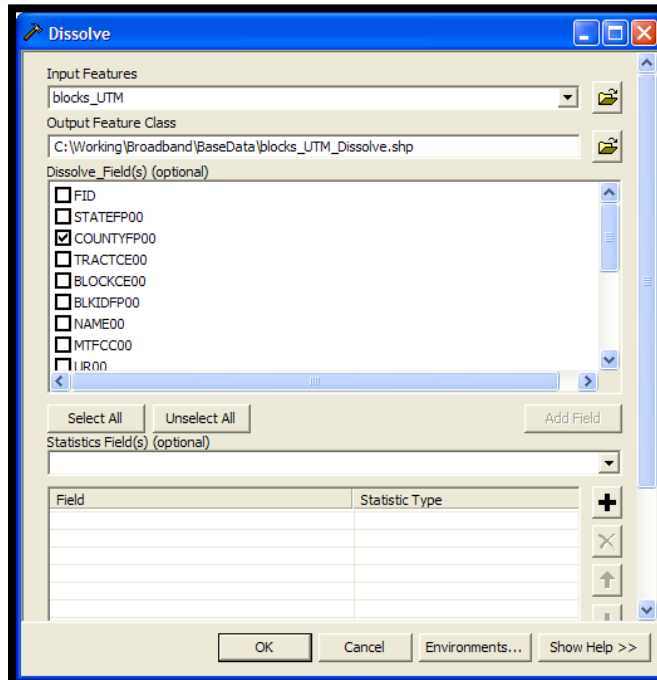 Dissolve
Input Features
blocks_UTM
Output Feature Class
C:\Working\Broadband\BaseData\blocks_UTM_Dissolve.shp
Dissolve_Field(s) (optional)
FID
STATEFP00
COUNTYFP00
TRACTCE00
BLOCKCE00
BLKIDFP00
NAME00
MTFCC00
UR00
Select All Unselect All Add Field
Statistics Field(s) (optional)
Field Statistic Type
OK Cancel Environments... Show Help >>